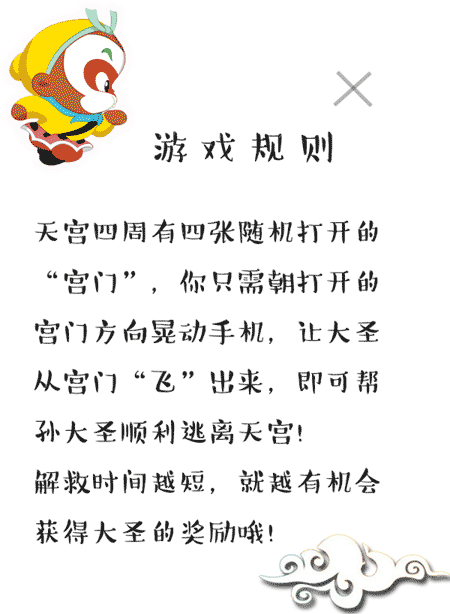 游戏规则
天宫四周有四张随机打开的
“宫门”，你只需朝打开的
宫门方向晃动手机，让大圣
从宫门“飞”出来，即可帮
孙大圣顺利逃离天宫！
解救时间越短，就越有机会
获得大圣的奖励哦！